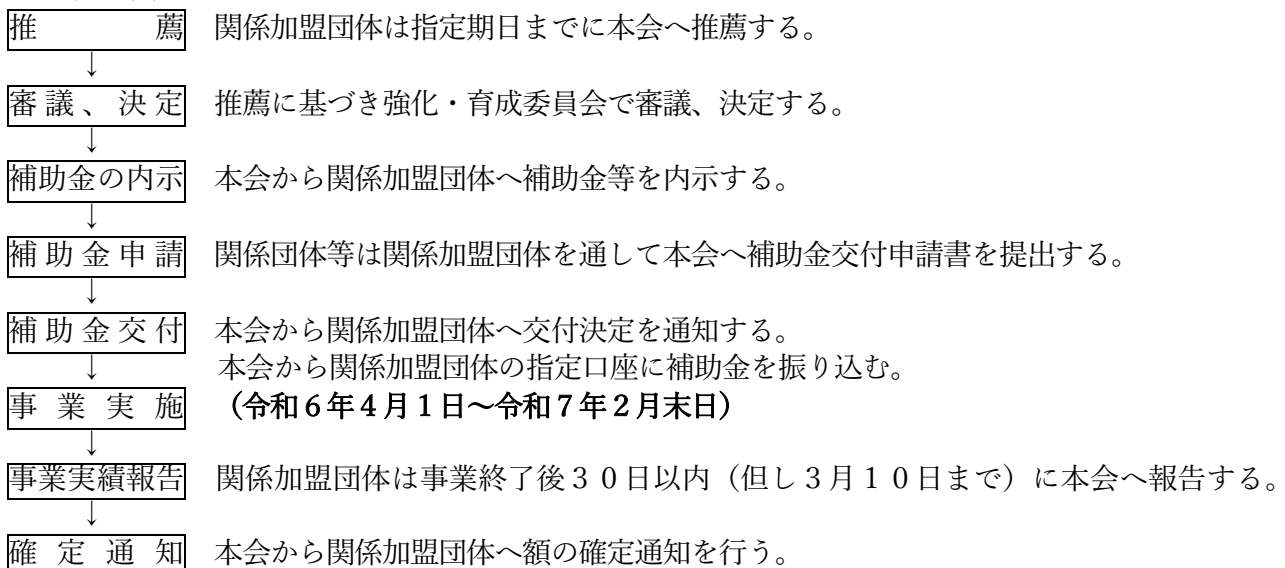 推薦 関係加盟団体は指定期日までに本会へ推薦する。
↓
審議、決定 推薦に基づき強化・育成委員会で審議、決定する。
↓
補助金の内示 本会から関係加盟団体へ補助金等を内示する。
↓
補助金申請 関係団体等は関係加盟団体を通して本会へ補助金交付申請書を提出する。
↓
補助金交付 本会から関係加盟団体へ交付決定を通知する。
↓ 本会から関係加盟団体の指定口座に補助金を振り込む。
事業実施 (令和6年4月1日~令和7年2月末日)
↓
事業実績報告 関係加盟団体は事業終了後30日以内(但し3月10日まで)に本会へ報告する。
↓
確定通知 本会から関係加盟団体へ額の確定通知を行う。